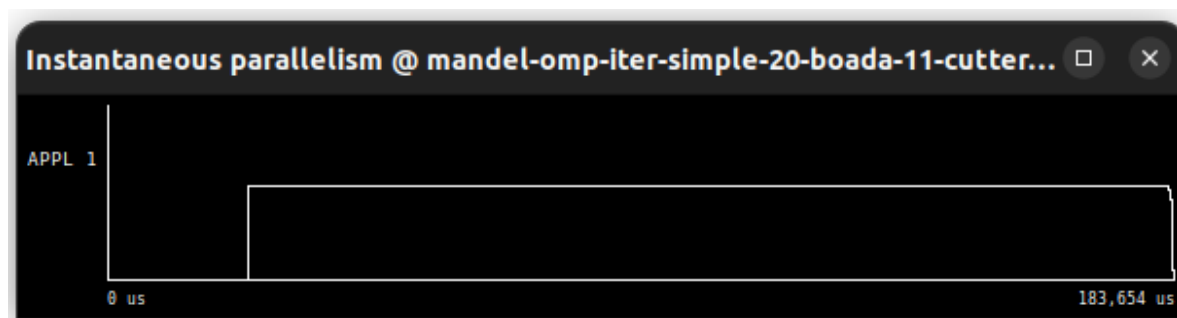 Instantaneous parallelism @ mandel-omp-iter-simple-20-boada-11-cutter...
APPL 1
0 us
183,654 us